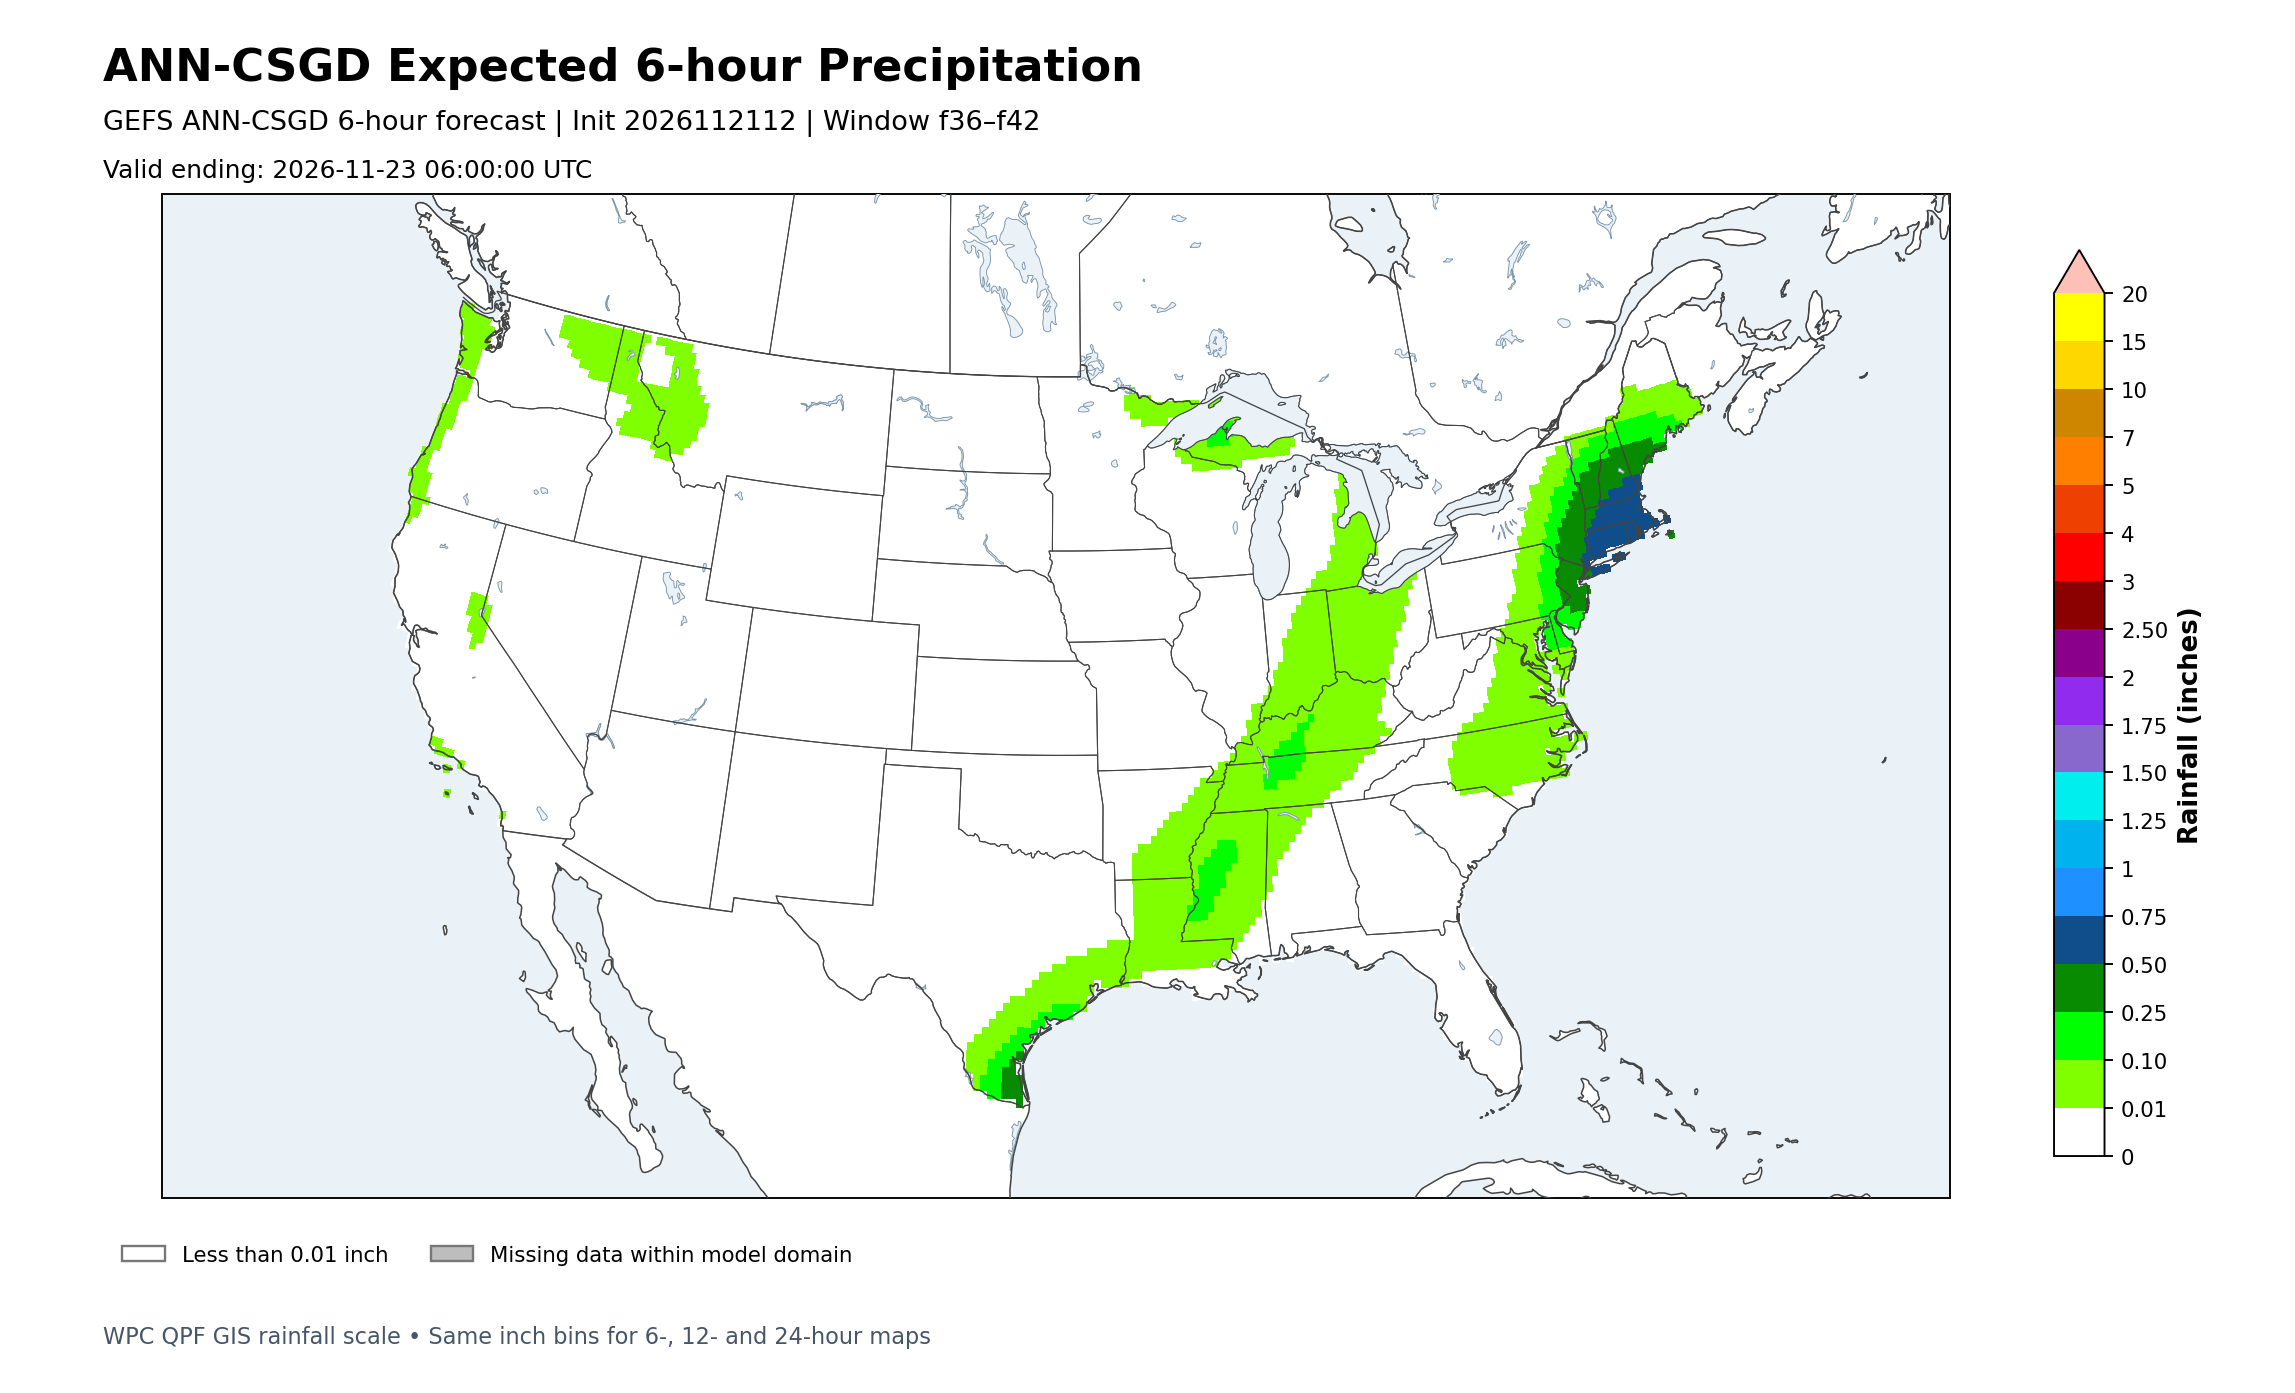 ANN-CSGD Expected 6-hour Precipitation
GEFS ANN-CSGD 6-hour forecast | Init 2026112112 | Window f36–f42
Valid ending: 2026-11-23 06:00:00 UTC
20
15
10
7
5
4
3
2.50
2
1.75
1.50
1.25
1
0.75
0.50
0.25
0.10
0.01
0
Rainfall (inches)
Less than 0.01 inch
Missing data within model domain
WPC QPF GIS rainfall scale • Same inch bins for 6-, 12- and 24-hour maps